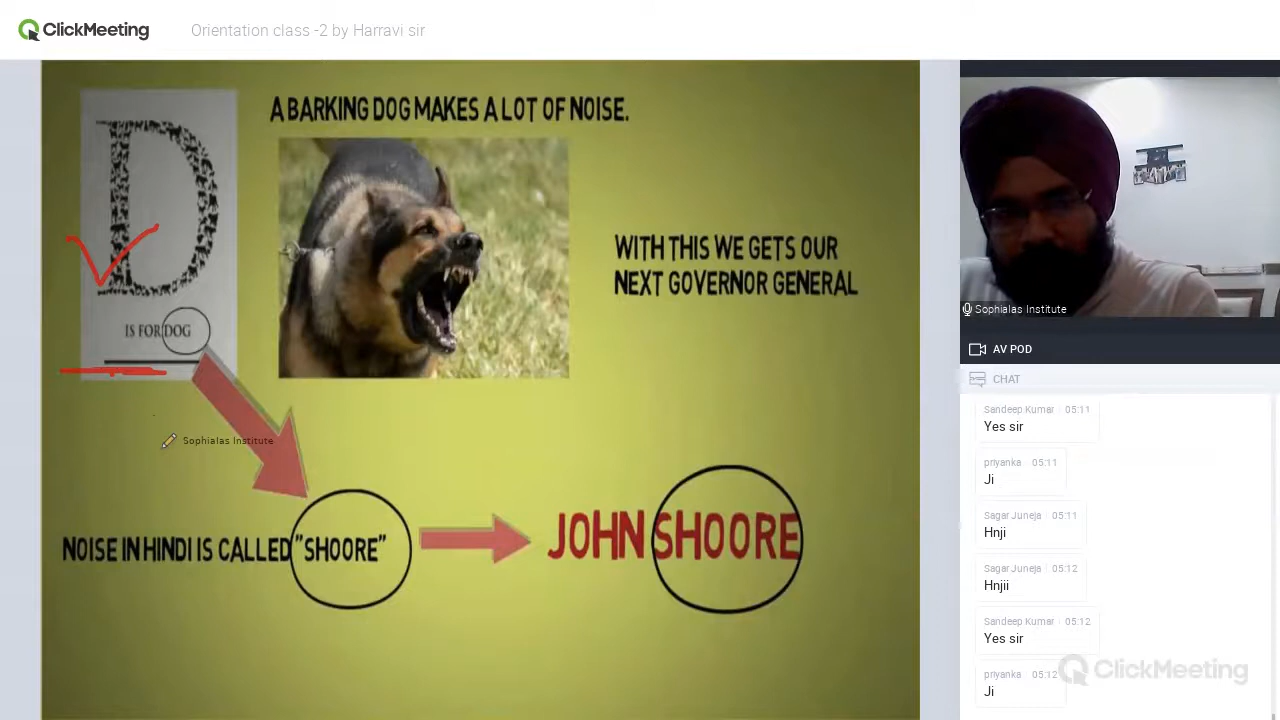 ClickMeeting
Orientation class -2 by Harravi sir
D
IS FOR DOG
A BARKING DOG MAKES A LOT OF NOISE.
WITH THIS WE GETS OUR
NEXT GOVERNOR GENERAL
Sophialas Institute
NOISE IN HINDI IS CALLED "SHOORE"
JOHN SHOORE
Sophialas Institute
AV POD
CHAT
Sandeep Kumar 05:11
Yes sir
priyanka 05:11
Ji
Sagar Juneja 05:11
Hnji
Sagar Juneja 05:12
Hnjii
Sandeep Kumar 05:12
Yes sir
priyanka 05:12
Ji
ClickMeeting